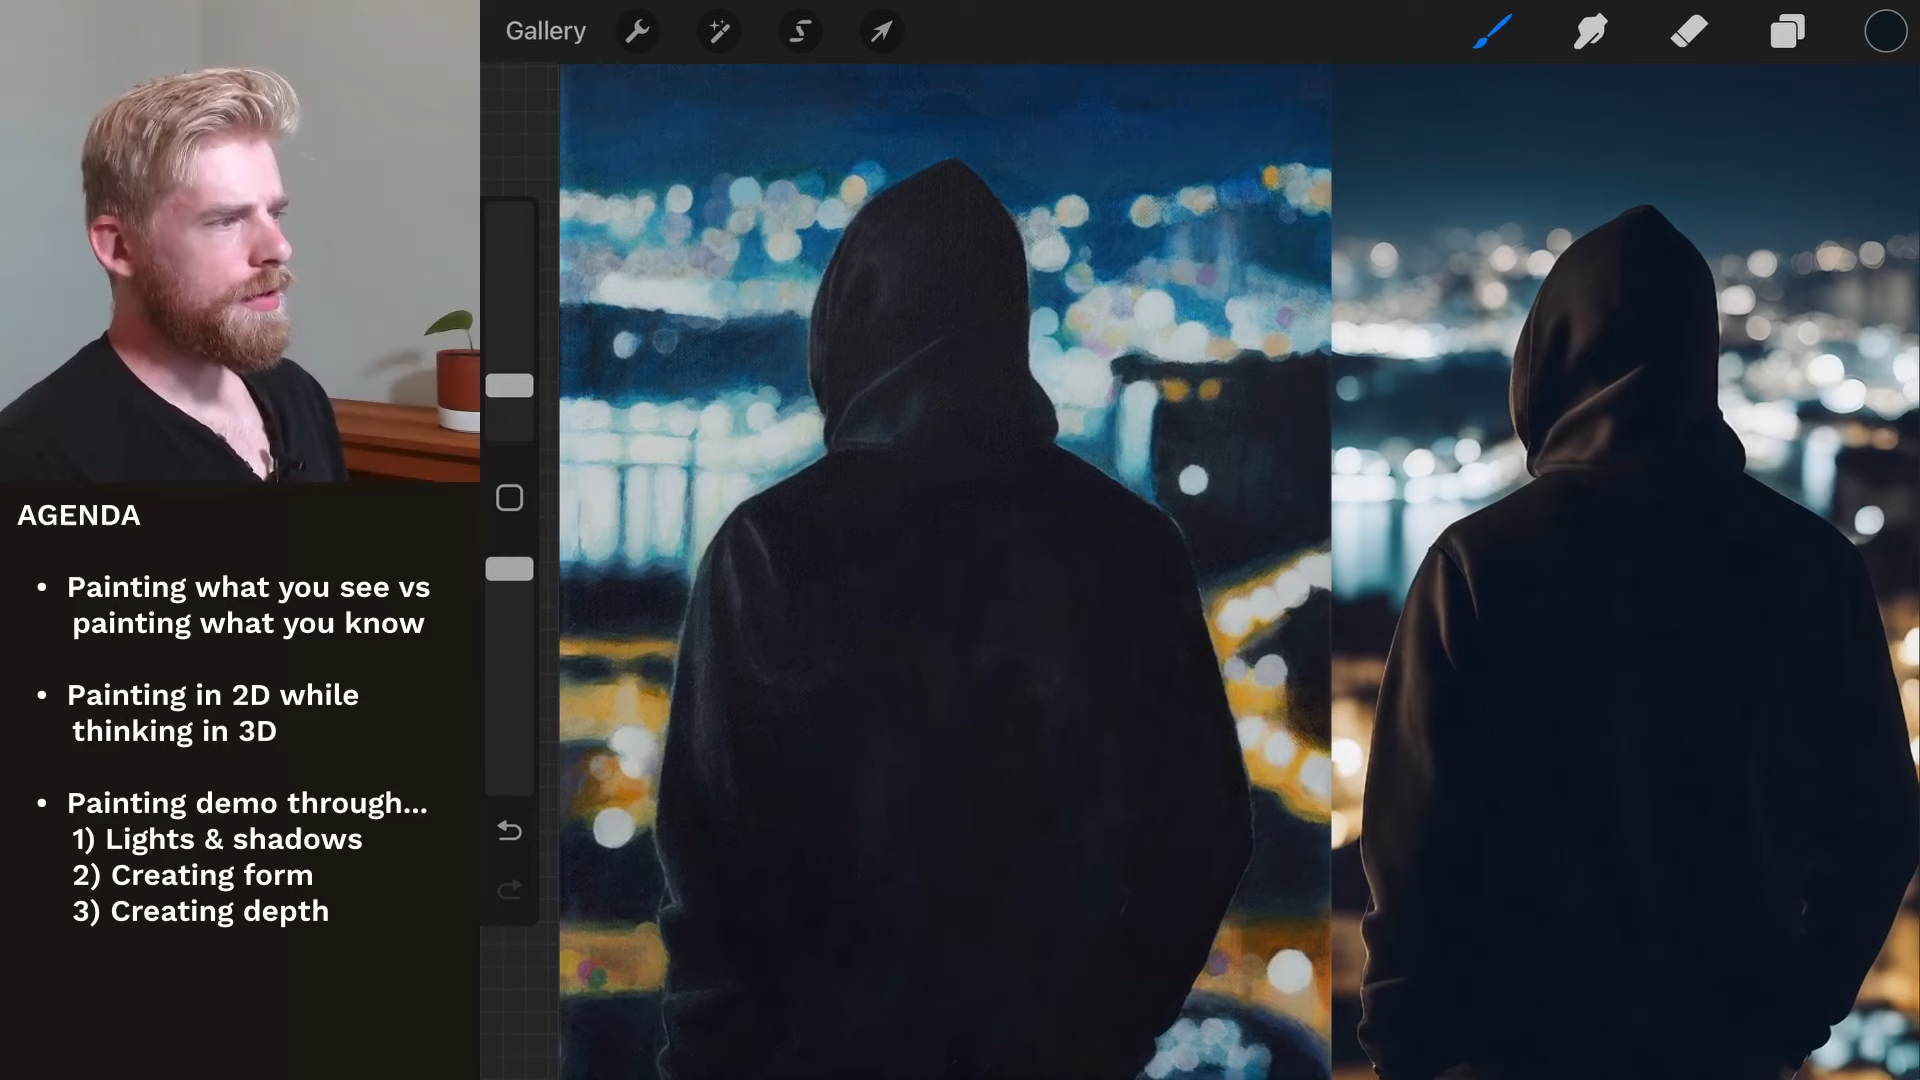 Gallery
AGENDA
• Painting what you see vs
painting what you know
• Painting in 2D while
thinking in 3D
• Painting demo through...
1) Lights & shadows
2) Creating form
3) Creating depth